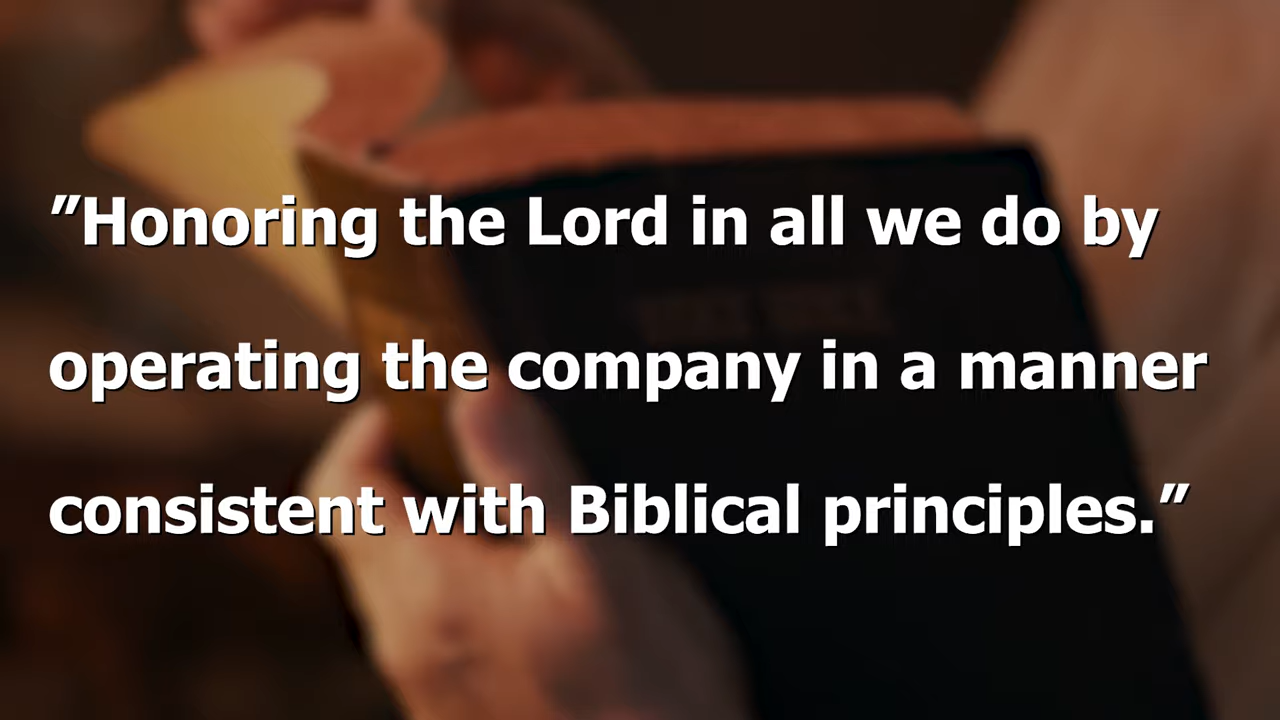 "Honoring the Lord in all we do by
operating the company in a manner
consistent with Biblical principles."